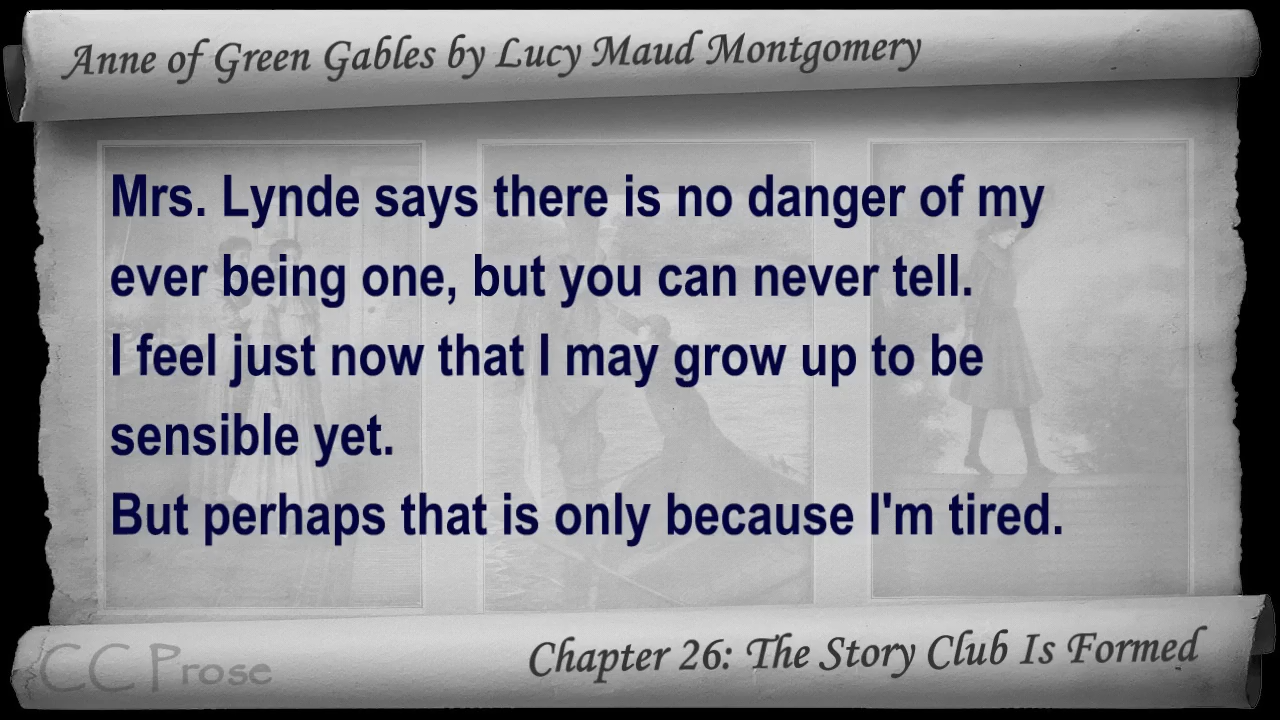 Anne of Green Gables by Lucy Maud Montgomery
Mrs. Lynde says there is no danger of my
ever being one, but you can never tell.
I feel just now that I may grow up to be
sensible yet.
But perhaps that is only because I'm tired.
CC Prose
Chapter 26: The Story Club Is Formed